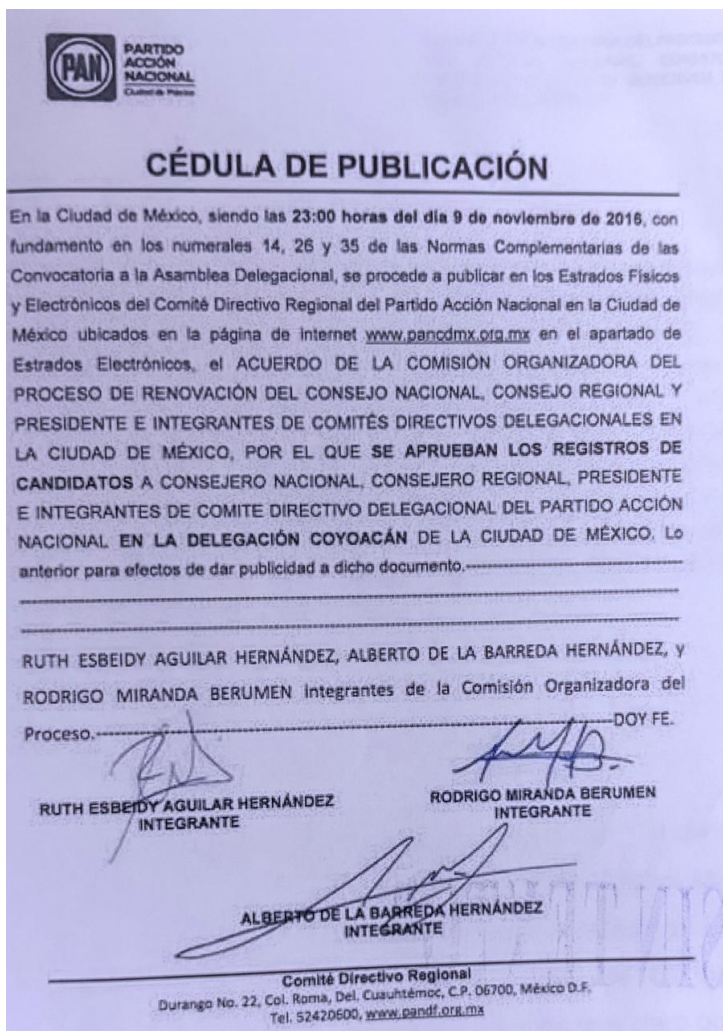 PAN
PARTIDO
ACCIÓN
NACIONAL
Ciudad de México
CÉDULA DE PUBLICACIÓN
En la Ciudad de México, siendo las 23:00 horas del día 9 de noviembre de 2016, con
fundamento en los numerales 14, 26 y 35 de las Normas Complementarias de las
Convocatoria a la Asamblea Delegacional, se procede a publicar en los Estrados Físicos
y Electrónicos del Comité Directivo Regional del Partido Acción Nacional en la Ciudad de
México ubicados en la página de internet www.pancdmx.org.mx en el apartado de
Estrados Electrónicos, el ACUERDO DE LA COMISIÓN ORGANIZADORA DEL
PROCESO DE RENOVACIÓN DEL CONSEJO NACIONAL, CONSEJO REGIONAL Y
PRESIDENTE E INTEGRANTES DE COMITÉS DIRECTIVOS DELEGACIONALES EN
LA CIUDAD DE MÉXICO, POR EL QUE SE APRUEBAN LOS REGISTROS DE
CANDIDATOS A CONSEJERO NACIONAL, CONSEJERO REGIONAL, PRESIDENTE
E INTEGRANTES DE COMITE DIRECTIVO DELEGACIONAL DEL PARTIDO ACCIÓN
NACIONAL EN LA DELEGACIÓN COYOACÁN DE LA CIUDAD DE MÉXICO. Lo
anterior para efectos de dar publicidad a dicho documento.
RUTH ESBEIDY AGUILAR HERNÁNDEZ, ALBERTO DE LA BARREDA HERNÁNDEZ, y
RODRIGO MIRANDA BERUMEN Integrantes de la Comisión Organizadora del
Proceso.-----DOY FE.
RUTH ESBEIDY AGUILAR HERNÁNDEZ
INTEGRANTE
RODRIGO MIRANDA BERUMEN
INTEGRANTE
ALBERTO DE LA BARREDA HERNÁNDEZ
INTEGRANTE
Comité Directivo Regional
Durango No. 22, Col. Roma, Del. Cuauhtémoc, C.P. 06700, México D.F.
Tel. 52420600, www.pandf.org.mx